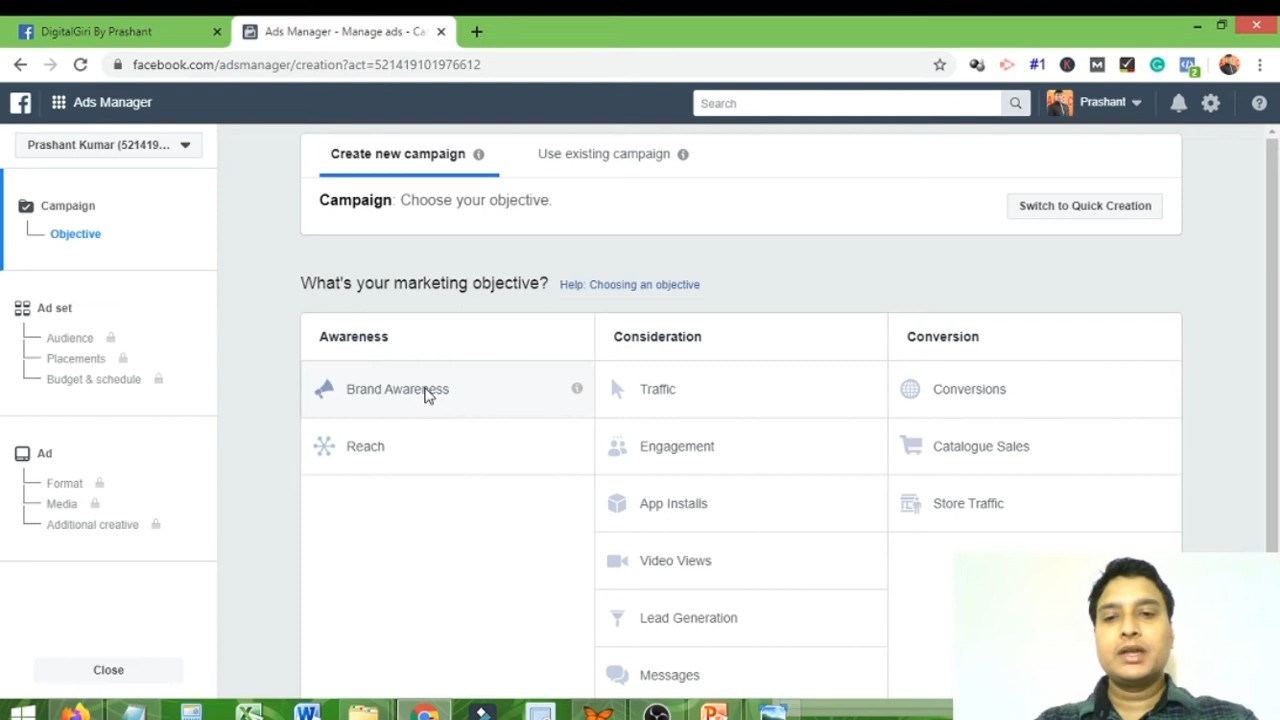 DigitalGiri By Prashant
Ads Manager - Manage ads - Ca
facebook.com/adsmanager/creation?act=521419101976612
#1
2
Ads Manager
Search
Prashant
Prashant Kumar (521419...
Create new campaign
Use existing campaign
Campaign: Choose your objective.
Switch to Quick Creation
Campaign
Objective
What's your marketing objective? Help: Choosing an objective
Ad set
Audience
Placements
Budget & schedule
Awareness
Consideration
Conversion
Brand Awareness
Traffic
Conversions
Reach
Engagement
Catalogue Sales
Ad
Format
Media
Additional creative
App Installs
Store Traffic
Video Views
Lead Generation
Messages
Close